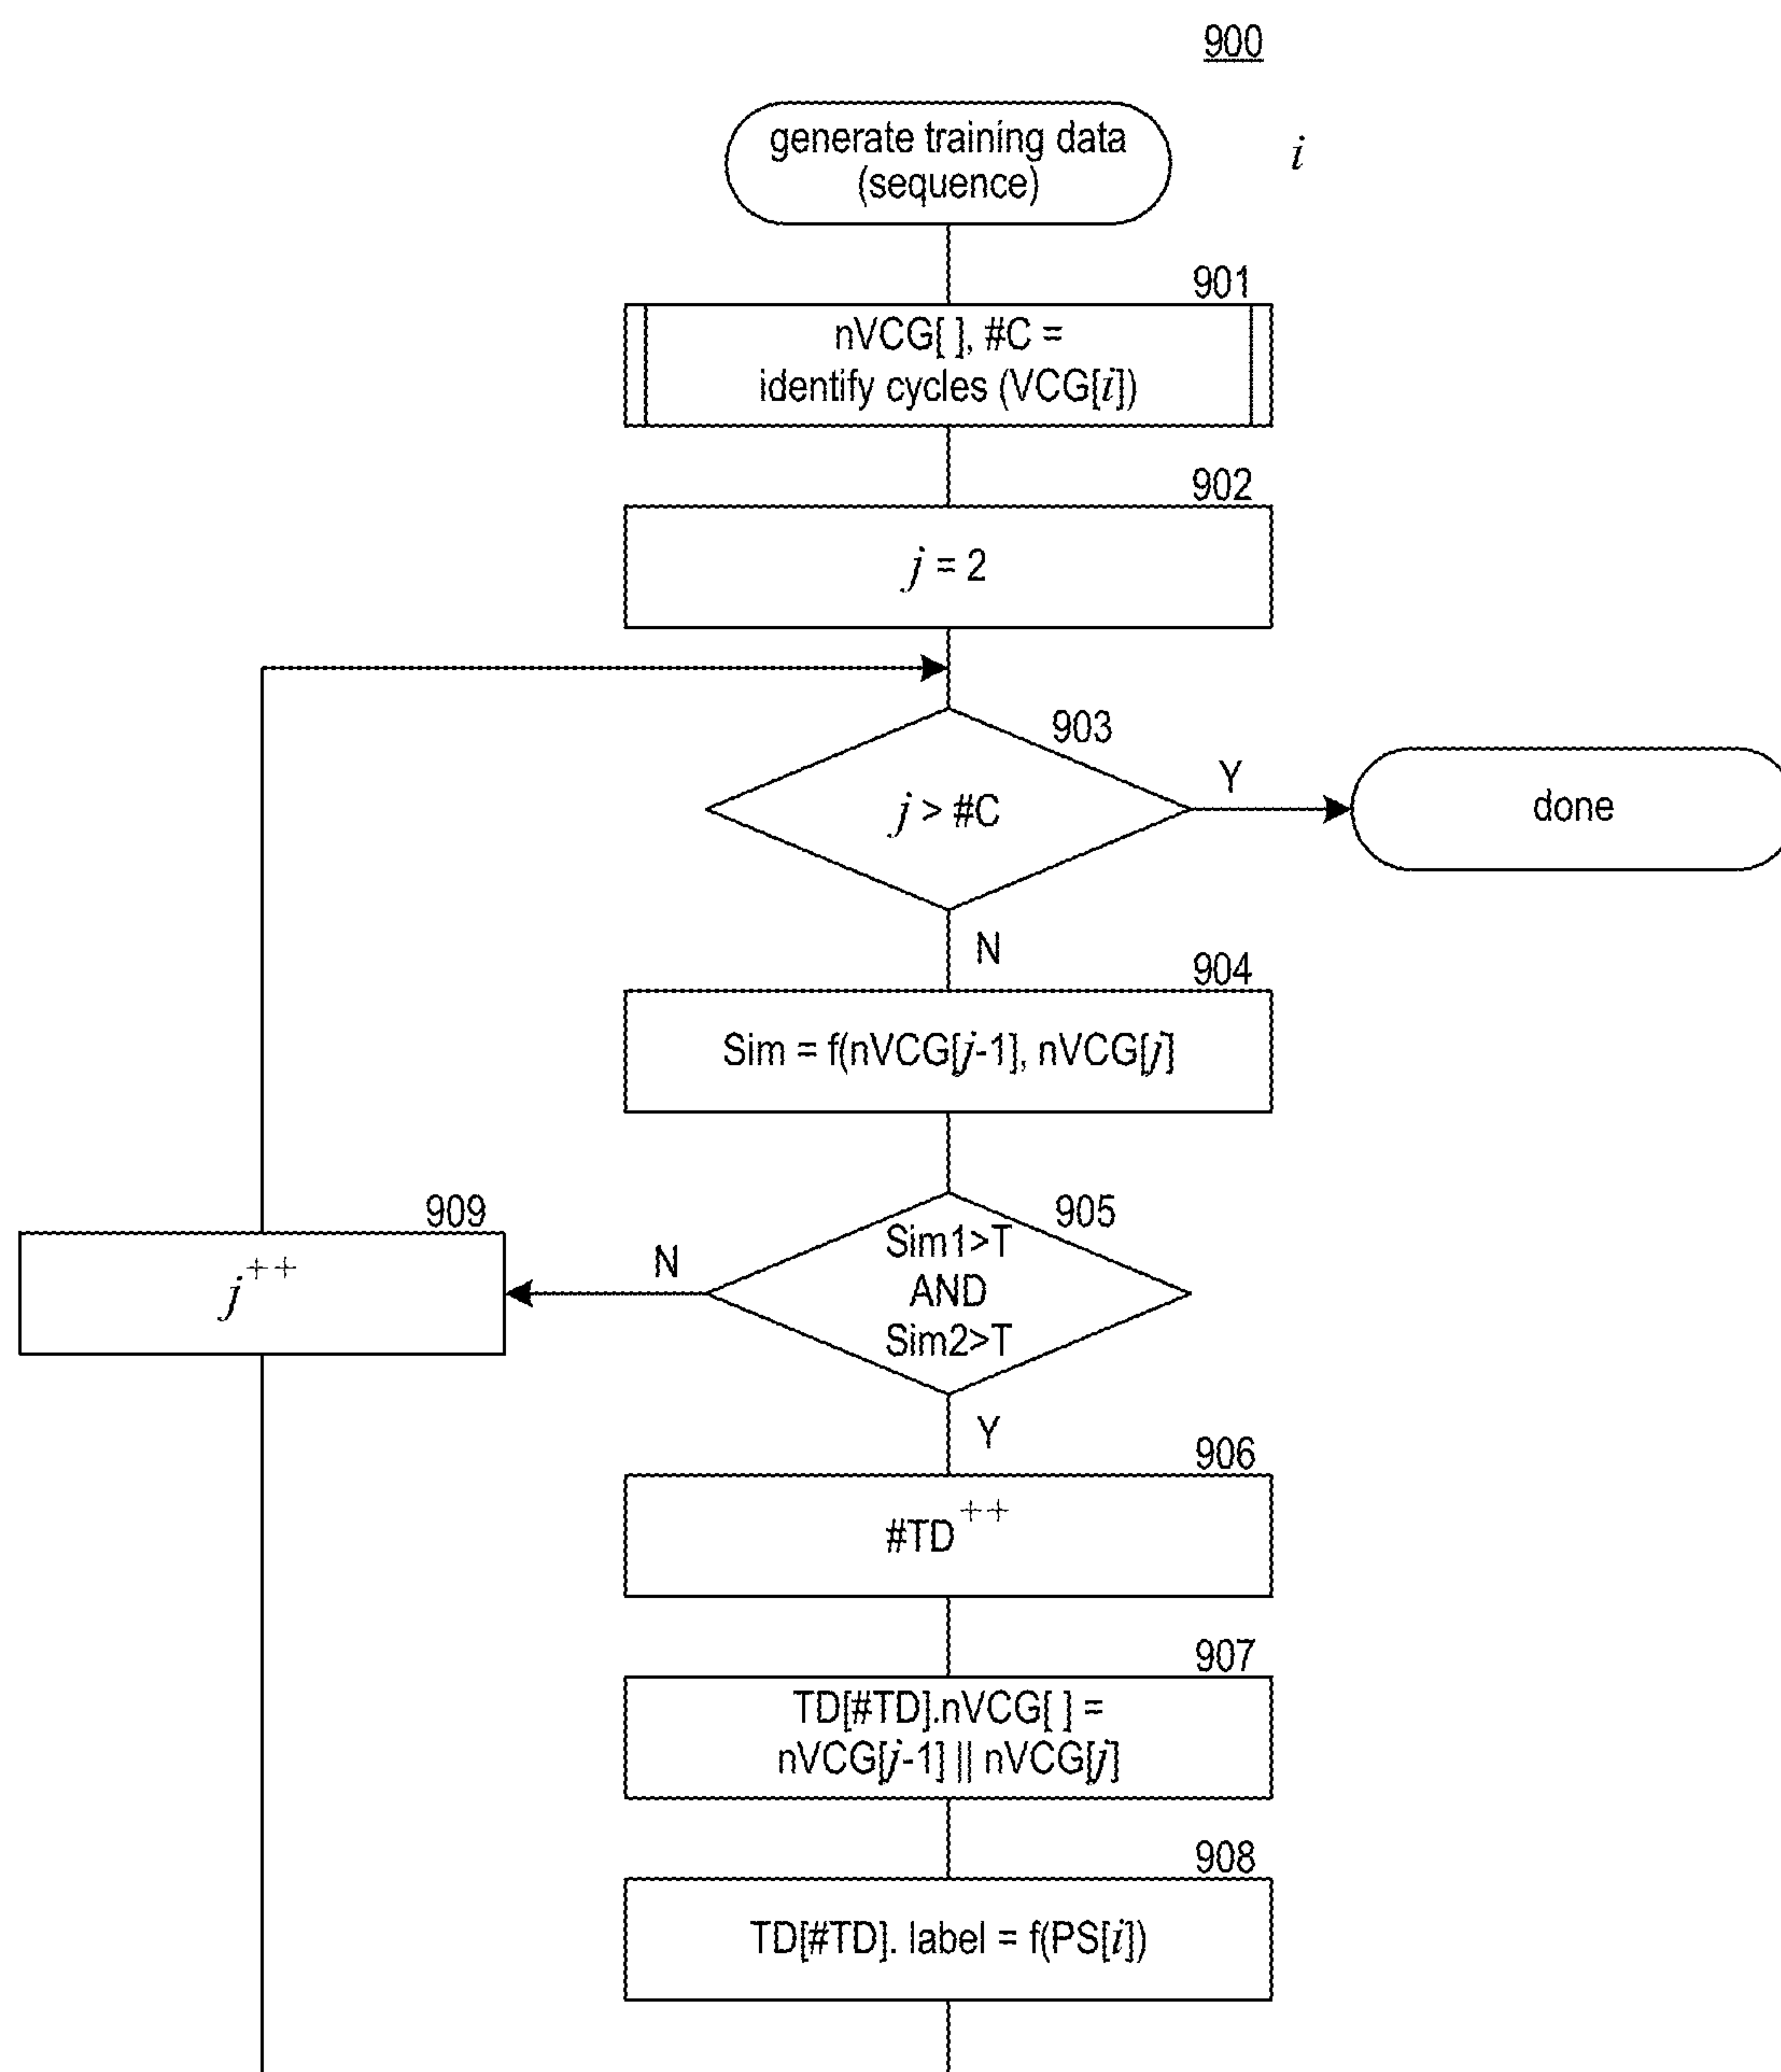 900
generate training data
(sequence)
i
901
nVCG[ ], #C =
identify cycles (VCG[i])
902
j = 2
903
j > #C
Y
done
N
904
Sim = f(nVCG[j-1], nVCG[j]
905
Sim1>T
AND
Sim2>T
N
909
j++
Y
906
#TD++
907
TD[#TD].nVCG[ ] =
nVCG[j-1] || nVCG[j]
908
TD[#TD]. label = f(PS[i])